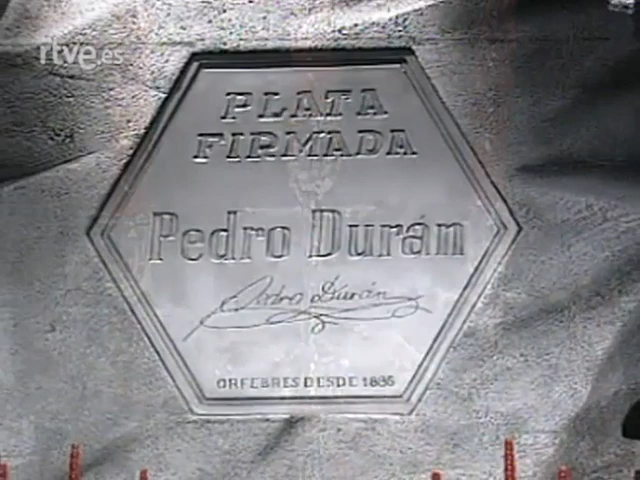 rtve.es
PLATA
FIRMADA
Pedro Durán
Pedro Durán
ORFEBRES DESDE 1886